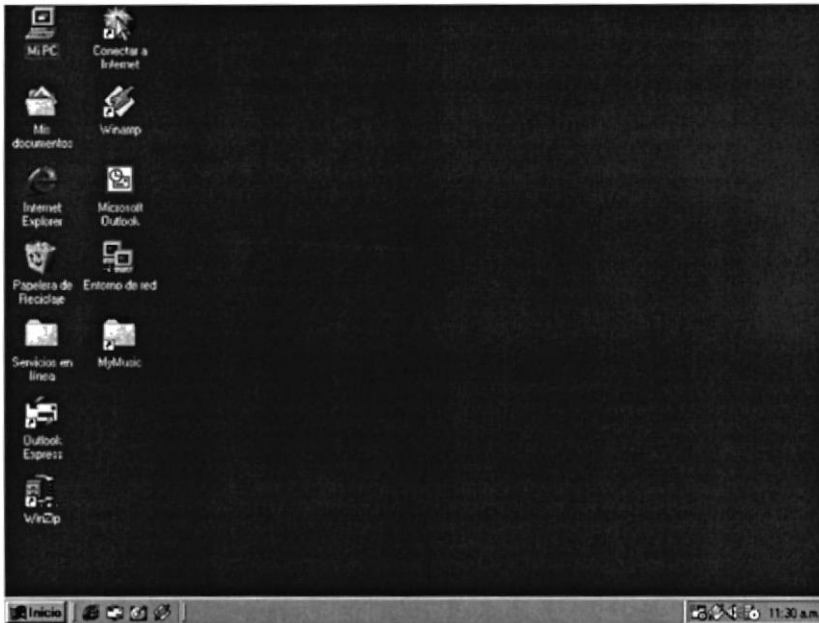 Mi PC
Conectar a
Internet
Mis
documentos
Winamp
Internet
Explorer
Microsoft
Outlook
Papelera de
Reciclaje
Entorno de red
Servicios en
línea
MyMusic
Outlook
Express
WinZip
Inicio
11:30 a.m.